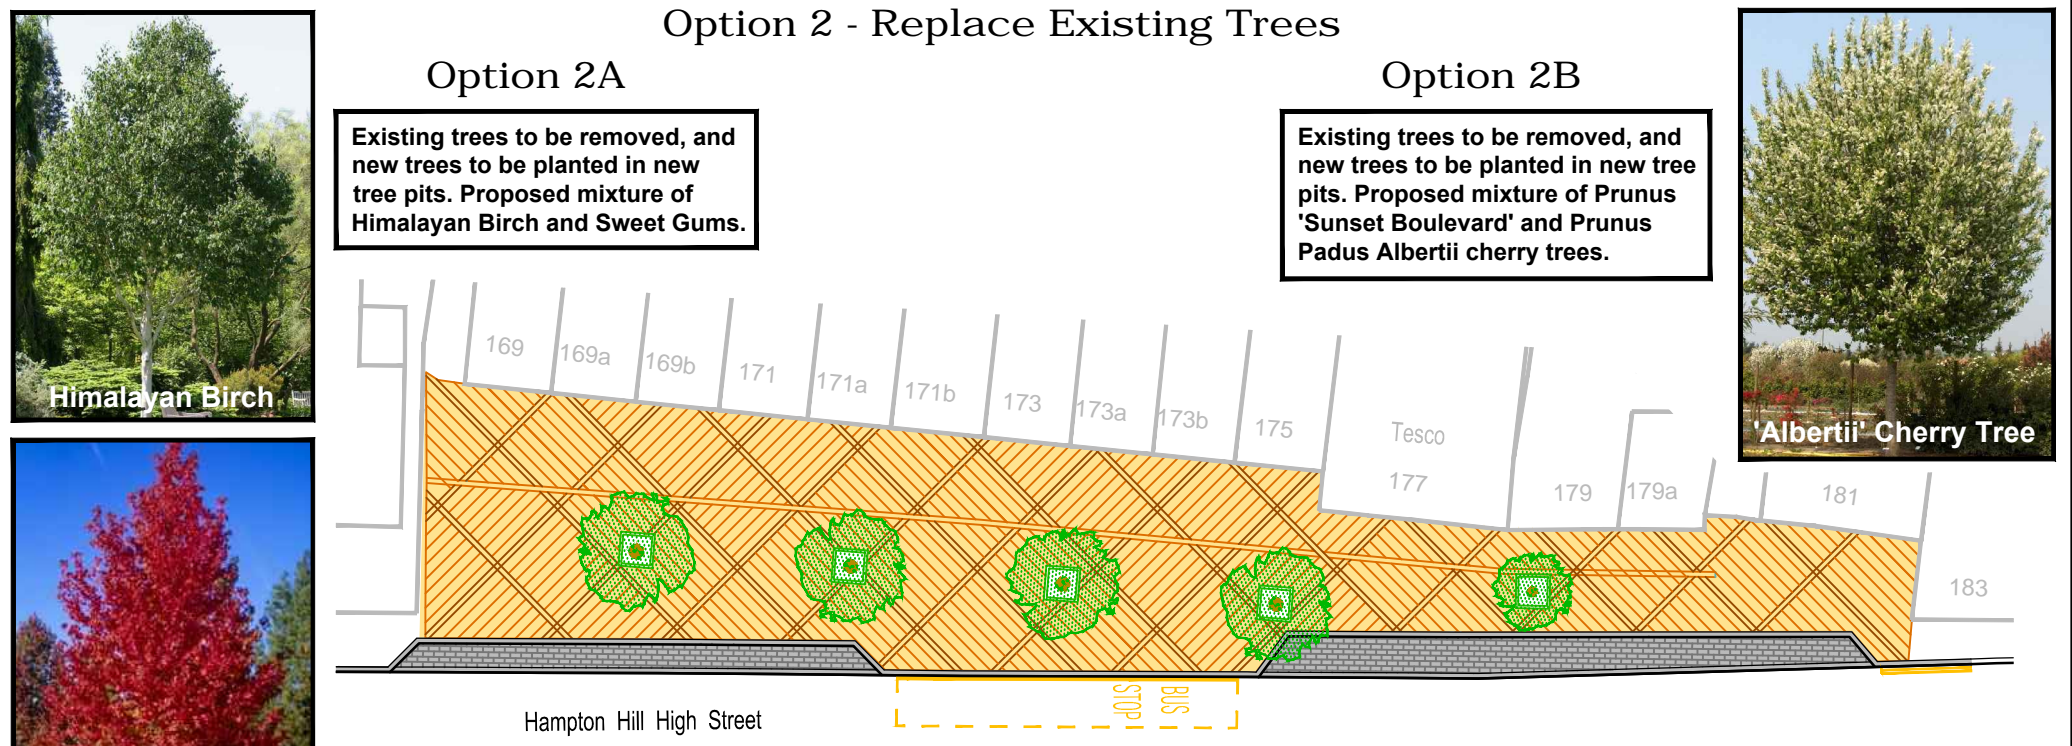 Option 2 - Replace Existing Trees
Option 2A
Existing trees to be removed, and
new trees to be planted in new
tree pits. Proposed mixture of
Himalayan Birch and Sweet Gums.
Option 2B
Existing trees to be removed, and
new trees to be planted in new tree
pits. Proposed mixture of Prunus
'Sunset Boulevard' and Prunus
Padus Albertii cherry trees.
Himalayan Birch
'Albertii' Cherry Tree
169
169a
169b
171
171a
171b
173
173a
173b
175
Tesco
177
179
179a
181
183
BUS
STOP
Hampton Hill High Street